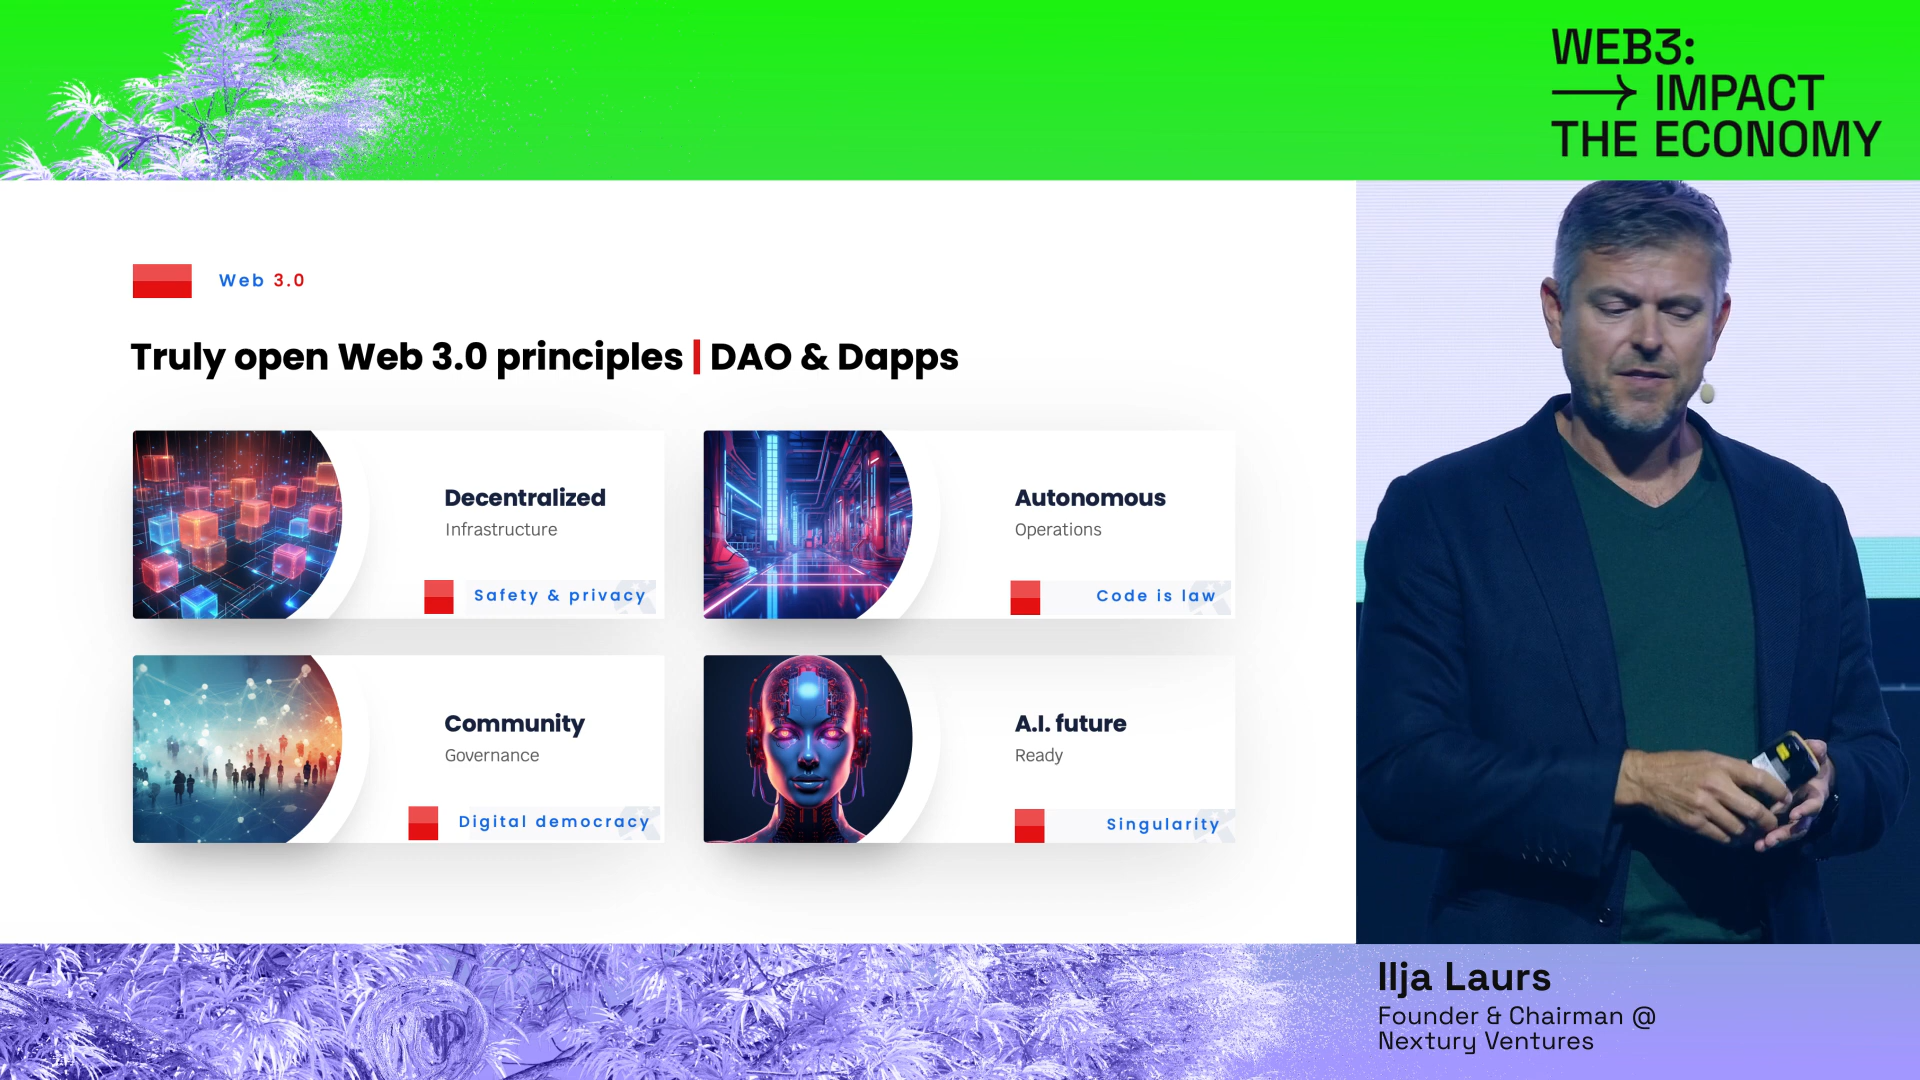 WEB3:
→ IMPACT
THE ECONOMY
Web 3.0
Truly open Web 3.0 principles | DAO & Dapps
Decentralized
Infrastructure
Safety & privacy
Autonomous
Operations
Code is law
Community
Governance
Digital democracy
A.I. future
Ready
Singularity
Ilja Laurs
Founder & Chairman @
Nextury Ventures